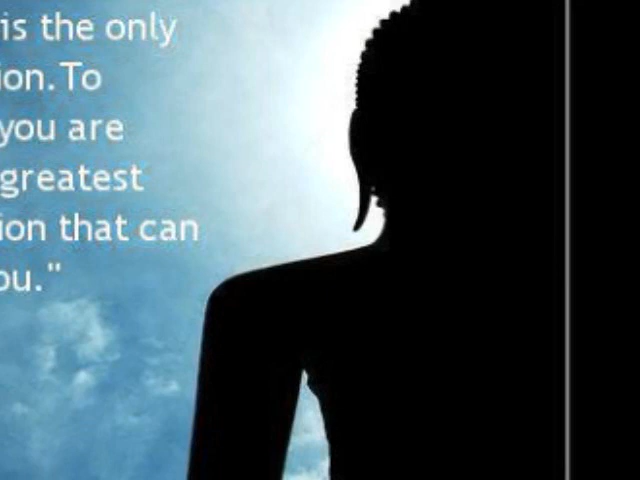 is the only
ion. To
you are
greatest
ion that can
ou."